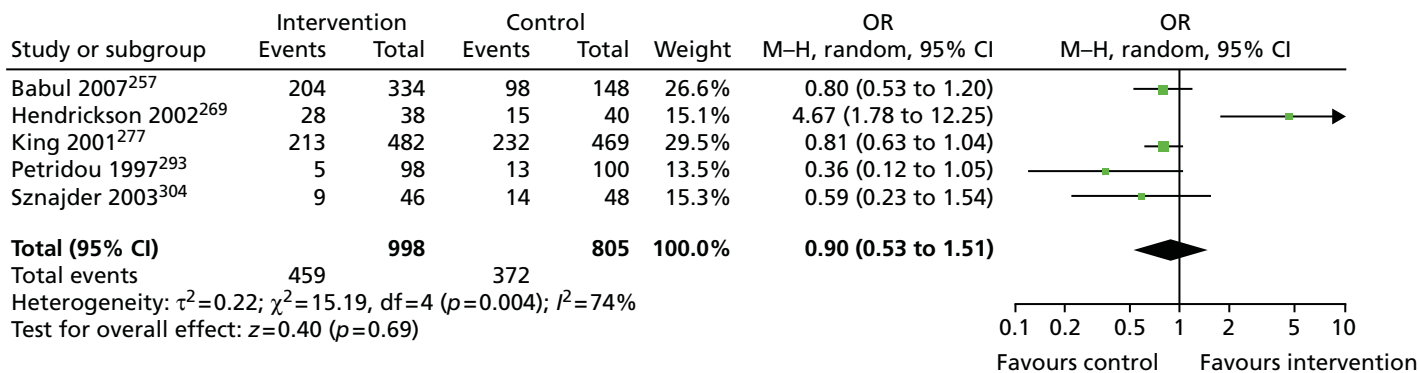 Intervention Control OR OR
Study or subgroup Events Total Events Total Weight M–H, random, 95% CI M–H, random, 95% CI
Babul 2007²⁵⁷ 204 334 98 148 26.6% 0.80 (0.53 to 1.20)
Hendrickson 2002²⁶⁹ 28 38 15 40 15.1% 4.67 (1.78 to 12.25)
King 2001²⁷⁷ 213 482 232 469 29.5% 0.81 (0.63 to 1.04)
Petridou 1997²⁹³ 5 98 13 100 13.5% 0.36 (0.12 to 1.05)
Sznajder 2003³⁰⁴ 9 46 14 48 15.3% 0.59 (0.23 to 1.54)
Total (95% CI) 998 805 100.0% 0.90 (0.53 to 1.51)
Total events 459 372
Heterogeneity: τ²=0.22; χ²=15.19, df=4 (p=0.004); I²=74%
Test for overall effect: z=0.40 (p=0.69)
0.1 0.2 0.5 1 2 5 10
Favours control Favours intervention